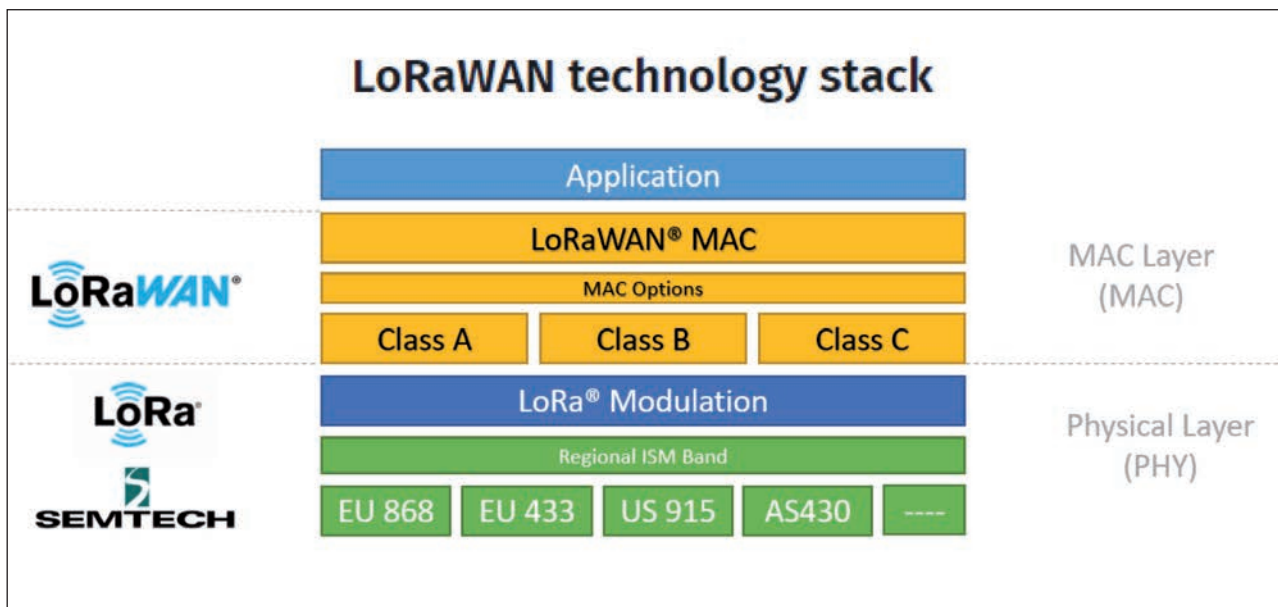 LoRaWAN technology stack
Application
LoRaWAN® MAC
MAC Options
Class A Class B Class C
LoRaWAN®
MAC Layer
(MAC)
LoRa® Modulation
Regional ISM Band
EU 868 EU 433 US 915 AS430 ----
LoRa®
SEMTECH
Physical Layer
(PHY)